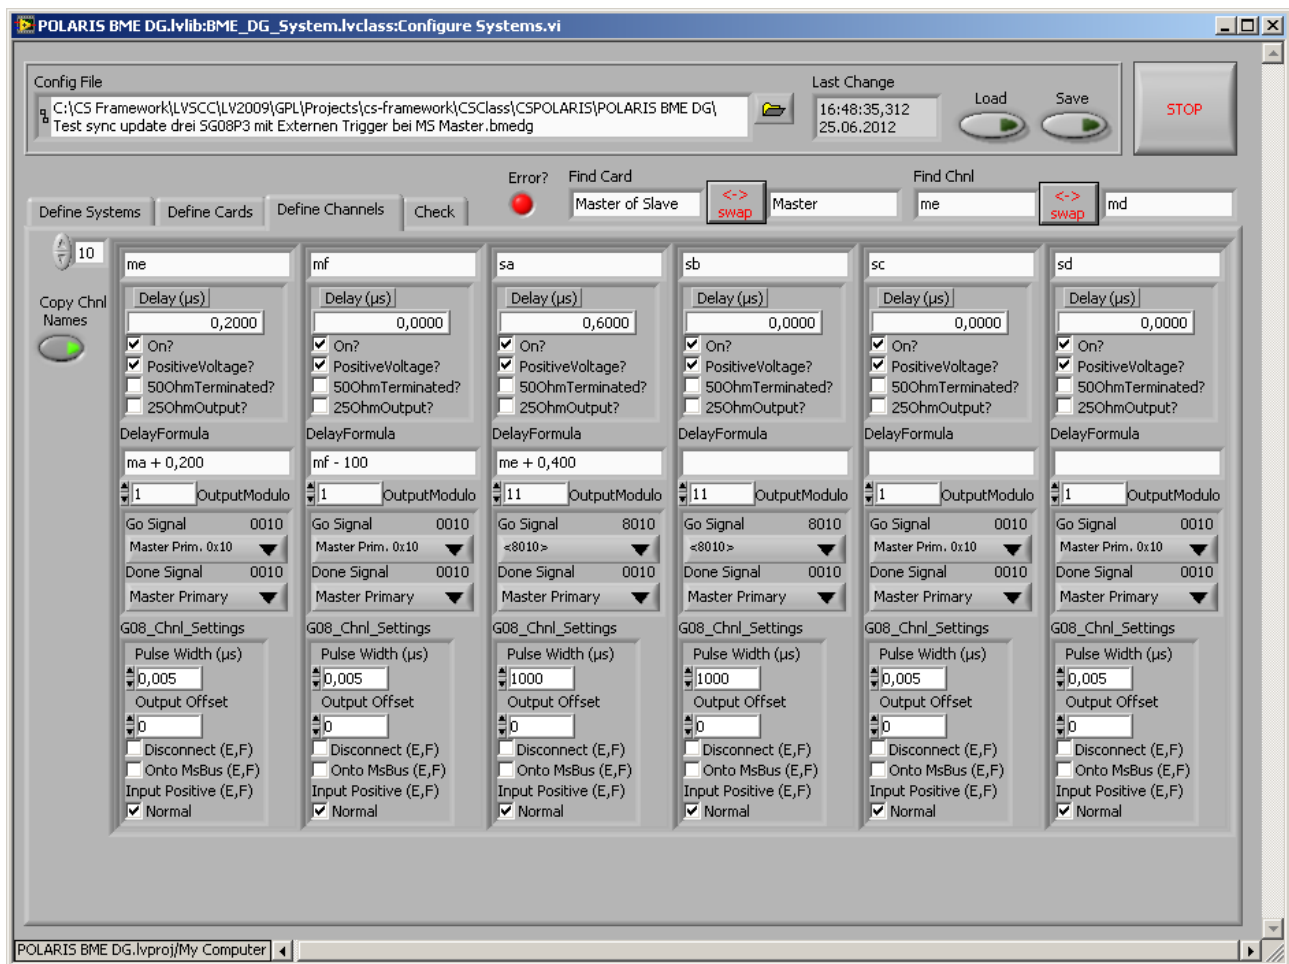 POLARIS BME DG.lvlib:BME_DG_System.lvclass:Configure Systems.vi
Config File
C:\CS Framework\LVSCC\LV2009\GPL\Projects\cs-framework\CSClass\CSPOLARIS\POLARIS BME DG\
Test sync update drei SG08P3 mit Externen Trigger bei MS Master.bmedg
Last Change
16:48:35,312
25.06.2012
Load Save
STOP
Error? Find Card Find Chnl
Master of Slave <-> swap Master me <-> swap md
Define Systems Define Cards Define Channels Check
10
Copy Chnl
Names
me mf sa sb sc sd
Delay (µs) Delay (µs) Delay (µs) Delay (µs) Delay (µs) Delay (µs)
0,2000 0,0000 0,6000 0,0000 0,0000 0,0000
On? On? On? On? On? On?
PositiveVoltage? PositiveVoltage? PositiveVoltage? PositiveVoltage? PositiveVoltage? PositiveVoltage?
50OhmTerminated? 50OhmTerminated? 50OhmTerminated? 50OhmTerminated? 50OhmTerminated? 50OhmTerminated?
25OhmOutput? 25OhmOutput? 25OhmOutput? 25OhmOutput? 25OhmOutput? 25OhmOutput?
DelayFormula DelayFormula DelayFormula DelayFormula DelayFormula DelayFormula
ma + 0,200 mf - 100 me + 0,400
1 OutputModulo 1 OutputModulo 11 OutputModulo 11 OutputModulo 1 OutputModulo 1 OutputModulo
Go Signal 0010 Go Signal 0010 Go Signal 8010 Go Signal 8010 Go Signal 0010 Go Signal 0010
Master Prim. 0x10 Master Prim. 0x10 <8010> <8010> Master Prim. 0x10 Master Prim. 0x10
Done Signal 0010 Done Signal 0010 Done Signal 0010 Done Signal 0010 Done Signal 0010 Done Signal 0010
Master Primary Master Primary Master Primary Master Primary Master Primary Master Primary
G08_Chnl_Settings G08_Chnl_Settings G08_Chnl_Settings G08_Chnl_Settings G08_Chnl_Settings G08_Chnl_Settings
Pulse Width (µs) Pulse Width (µs) Pulse Width (µs) Pulse Width (µs) Pulse Width (µs) Pulse Width (µs)
0,005 0,005 1000 1000 0,005 0,005
Output Offset Output Offset Output Offset Output Offset Output Offset Output Offset
0 0 0 0 0 0
Disconnect (E,F) Disconnect (E,F) Disconnect (E,F) Disconnect (E,F) Disconnect (E,F) Disconnect (E,F)
Onto MsBus (E,F) Onto MsBus (E,F) Onto MsBus (E,F) Onto MsBus (E,F) Onto MsBus (E,F) Onto MsBus (E,F)
Input Positive (E,F) Input Positive (E,F) Input Positive (E,F) Input Positive (E,F) Input Positive (E,F) Input Positive (E,F)
Normal Normal Normal Normal Normal Normal
POLARIS BME DG.lvproj/My Computer